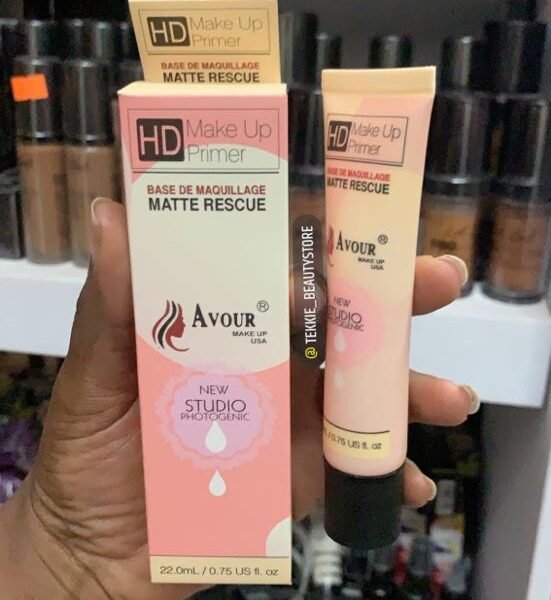 HD Make Up
Primer
BASE DE MAQUILLAGE
MATTE RESCUE
HD Make Up
Primer
BASE DE MAQUILLAGE
MATTE RESCUE
AVOUR ®
MAKE UP
USA
NEW
STUDIO
PHOTOGENIC
22.0mL / 0.75 US fl. oz
@ TEKKIE_BEAUTYSTORE
HD Make Up
Primer
BASE DE MAQUILLAGE
MATTE RESCUE
AVOUR ®
MAKE UP
USA
NEW
STUDIO
PHOTOGENIC
/ 0.75 US fl. oz